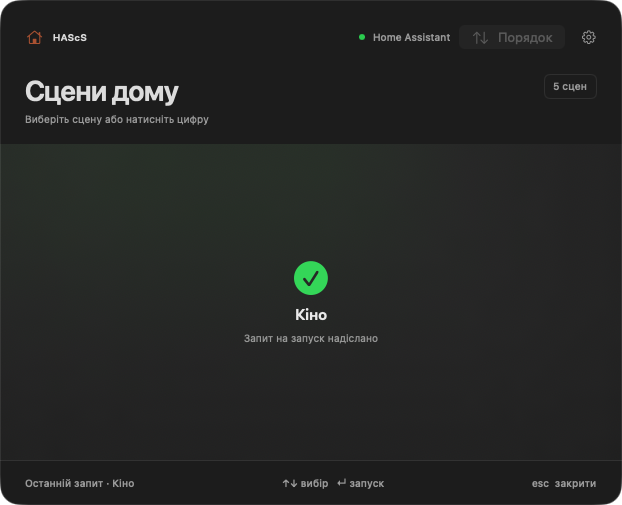 HAScS
Home Assistant
Порядок
Сцени дому
5 сцен
Виберіть сцену або натисніть цифру
Кіно
Запит на запуск надіслано
Останній запит · Кіно
↑↓ вибір ↵ запуск
esc закрити